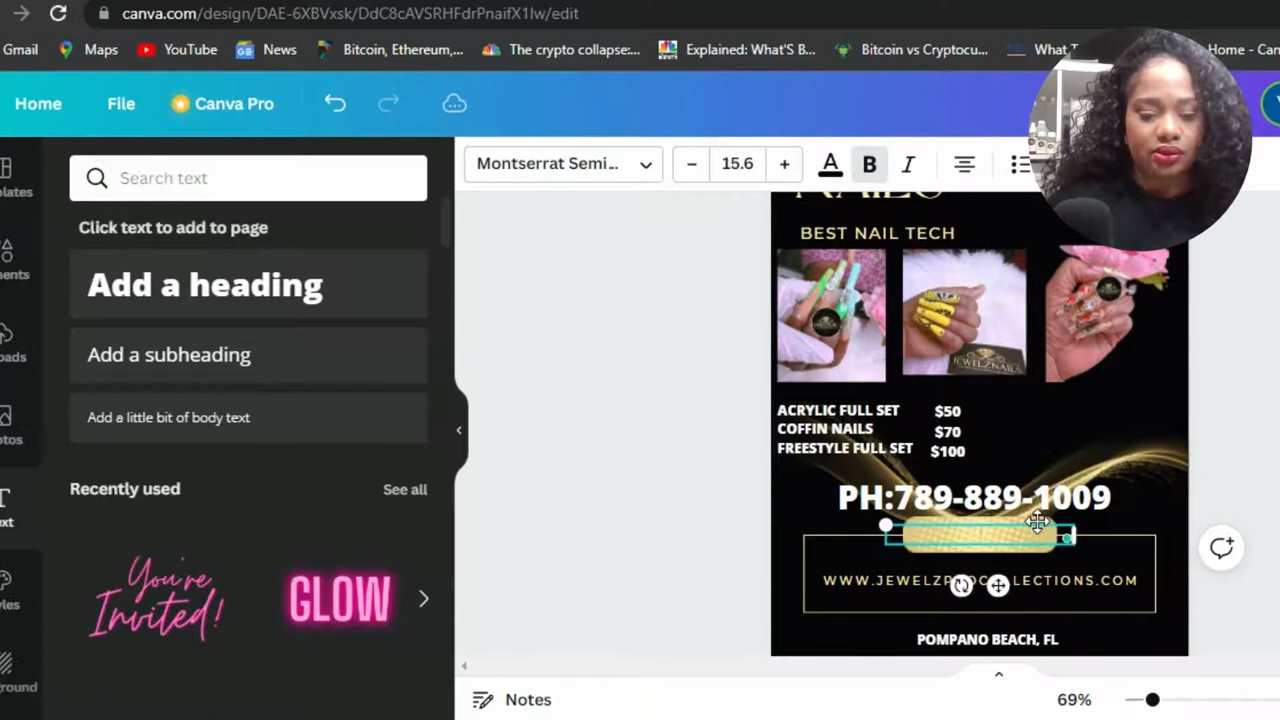 canva.com/design/DAE-6XBVxsk/DdC8cAVSRHFdrPnaifX1lw/edit
Gmail Maps YouTube News Bitcoin, Ethereum,... The crypto collapse:... Explained: What'S B... Bitcoin vs Cryptocu... What Home - Can
Home File Canva Pro
Search text
Montserrat Semi... 15.6 A B I
Click text to add to page
Add a heading
Add a subheading
Add a little bit of body text
Recently used See all
You're Invited!
GLOW
BEST NAIL TECH
JEWELZNAILS
ACRYLIC FULL SET $50
COFFIN NAILS $70
FREESTYLE FULL SET $100
PH:789-889-1009
POMPANO BEACH, FL
Notes
69%